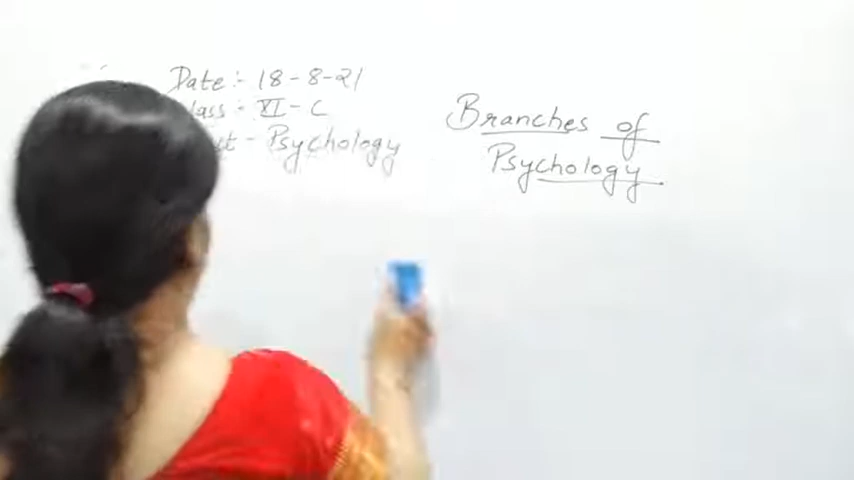 Date :- 18-8-21
lass :- XI- C
- Psychology
Branches of
Psychology